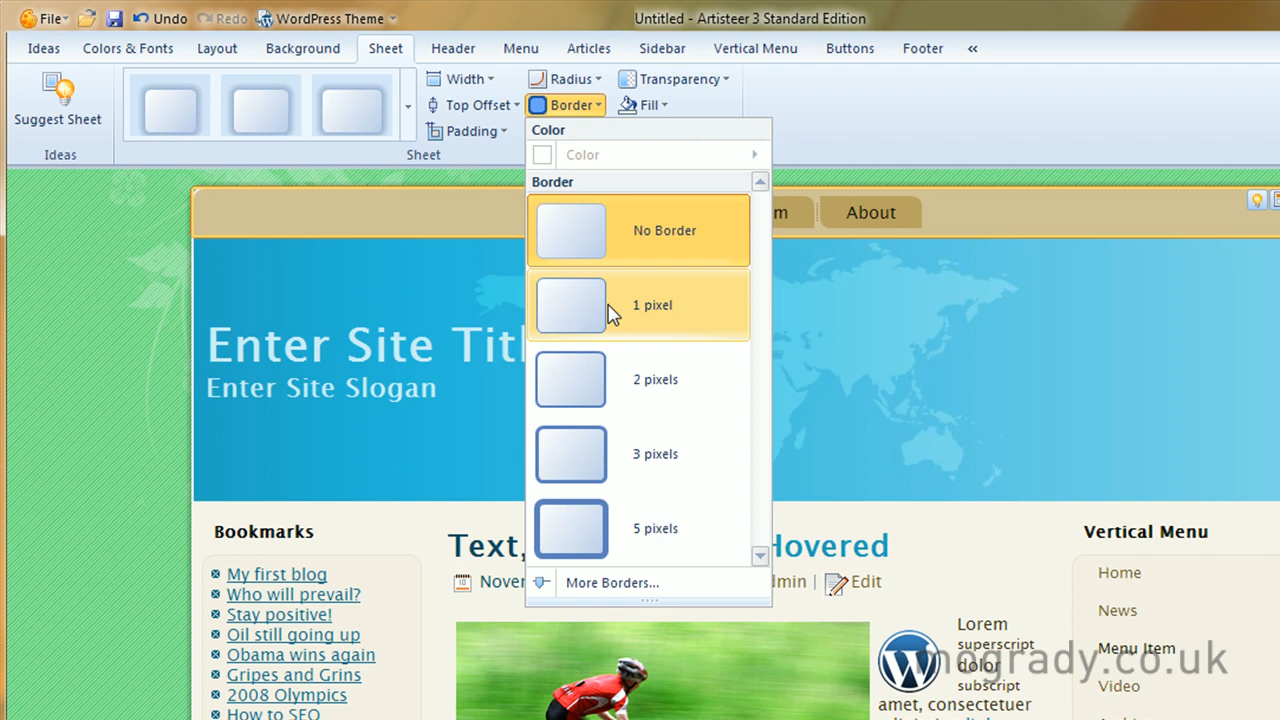 File
Undo
Redo
WordPress Theme
Untitled - Artisteer 3 Standard Edition
Ideas
Colors & Fonts
Layout
Background
Sheet
Header
Menu
Articles
Sidebar
Vertical Menu
Buttons
Footer
Suggest Sheet
Ideas
Width
Top Offset
Padding
Radius
Border
Transparency
Fill
Sheet
Color
Color
Border
No Border
1 pixel
2 pixels
3 pixels
5 pixels
More Borders...
About
Enter Site Titl
Enter Site Slogan
Bookmarks
My first blog
Who will prevail?
Stay positive!
Oil still going up
Obama wins again
Gripes and Grins
2008 Olympics
How to SEO
Text,
Hovered
Edit
Lorem
superscript
dolor
subscript
amet, consectetuer
Vertical Menu
Home
News
Menu Item
Video
mogrady.co.uk